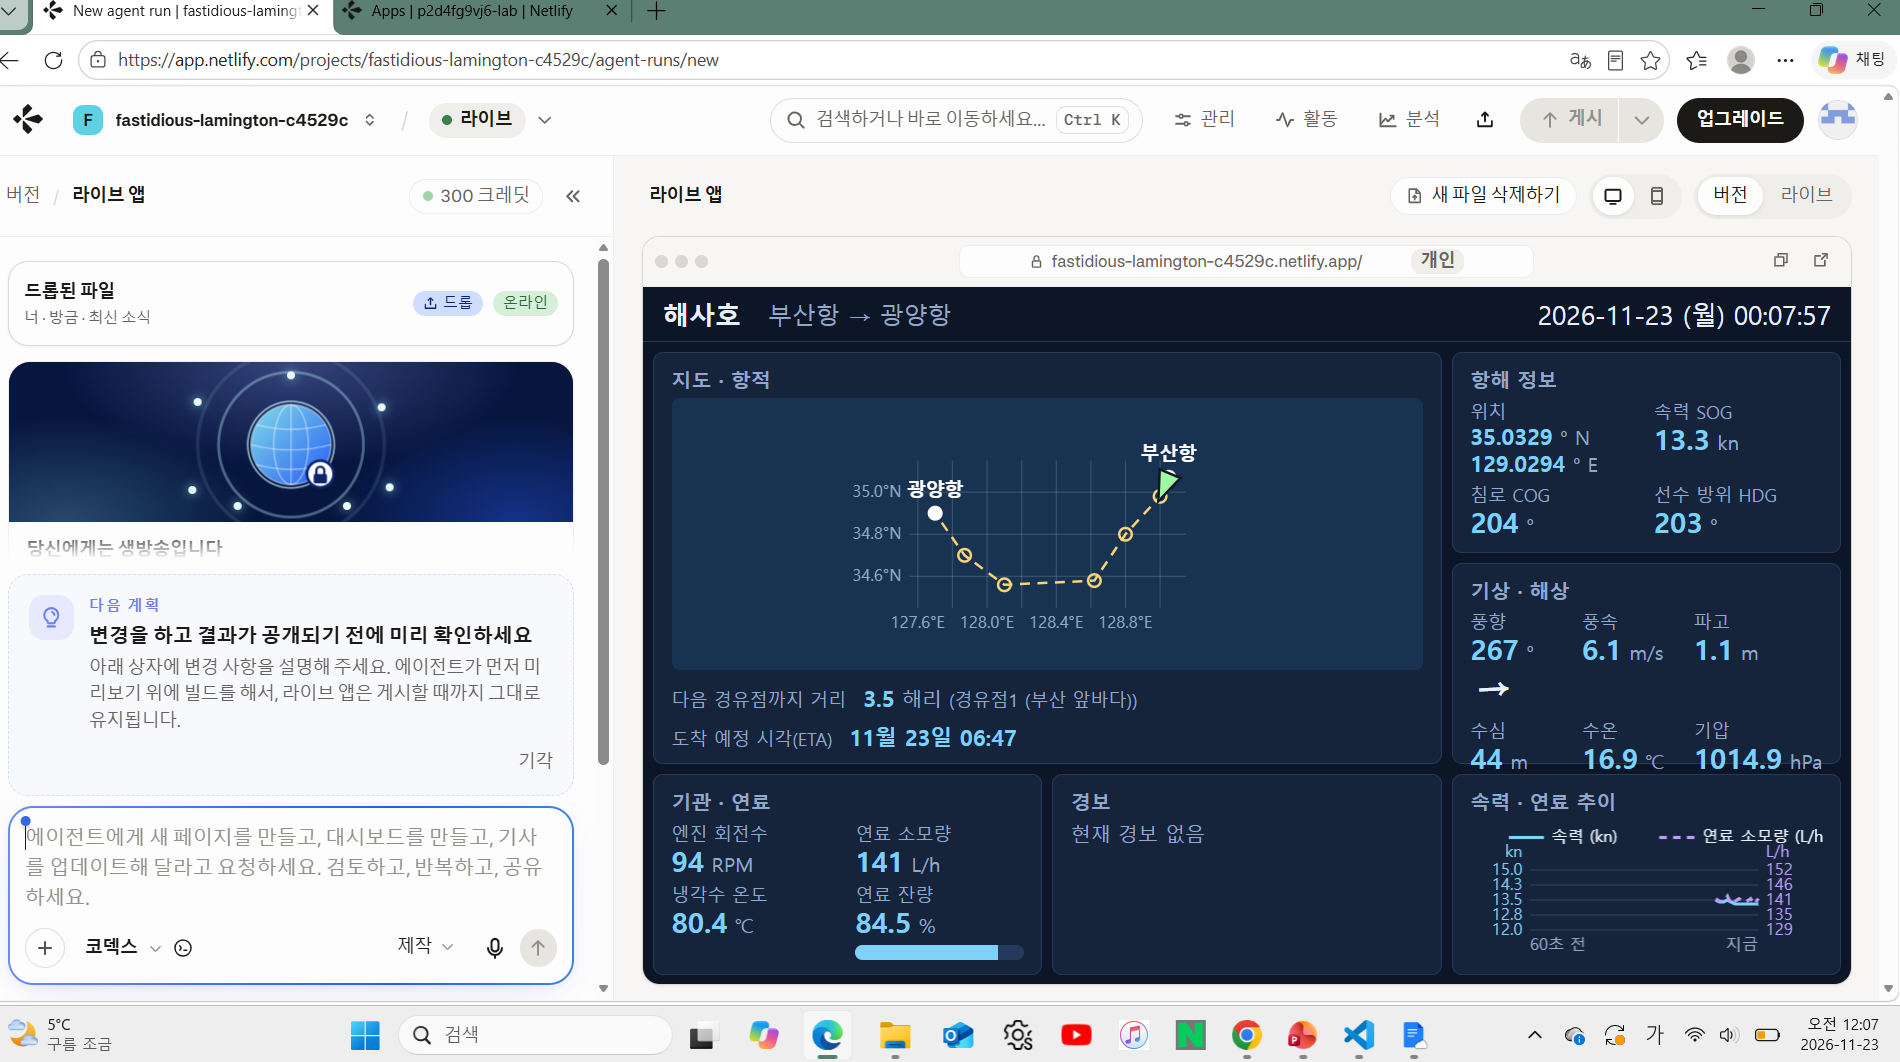 New agent run | fastidious-laming
Apps | p2d4fg9vj6-lab | Netlify
https://app.netlify.com/projects/fastidious-lamington-c4529c/agent-runs/new
채팅
F
fastidious-lamington-c4529c
/
라이브
검색하거나 바로 이동하세요...
Ctrl K
관리
활동
분석
게시
업그레이드
버전 / 라이브 앱
300 크레딧
드롭된 파일
너 · 방금 · 최신 소식
드롭
온라인
당신에게는 생방송입니다
다음 계획
변경을 하고 결과가 공개되기 전에 미리 확인하세요
아래 상자에 변경 사항을 설명해 주세요. 에이전트가 먼저 미
리보기 위에 빌드를 해서, 라이브 앱은 게시할 때까지 그대로
유지됩니다.
기각
에이전트에게 새 페이지를 만들고, 대시보드를 만들고, 기사
를 업데이트해 달라고 요청하세요. 검토하고, 반복하고, 공유
하세요.
코덱스
제작
라이브 앱
새 파일 삭제하기
버전
라이브
fastidious-lamington-c4529c.netlify.app/
개인
해사호 부산항 → 광양항
2026-11-23 (월) 00:07:57
지도 · 항적
부산항
35.0°N
광양항
34.8°N
34.6°N
127.6°E 128.0°E 128.4°E 128.8°E
다음 경유점까지 거리 3.5 해리 (경유점1 (부산 앞바다))
도착 예정 시각(ETA) 11월 23일 06:47
항해 정보
위치
35.0329 ° N
129.0294 ° E
속력 SOG
13.3 kn
침로 COG
204 °
선수 방위 HDG
203 °
기상 · 해상
풍향 풍속 파고
267 ° 6.1 m/s 1.1 m
→
수심 수온 기압
44 m 16.9 ℃ 1014.9 hPa
기관 · 연료
엔진 회전수 연료 소모량
94 RPM 141 L/h
냉각수 온도 연료 잔량
80.4 ℃ 84.5 %
경보
현재 경보 없음
속력 · 연료 추이
속력 (kn) 연료 소모량 (L/h
kn L/h
15.0 152
14.3 146
13.5 141
12.8 135
12.0 129
60초 전 지금
5°C
구름 조금
검색
가
오전 12:07
2026-11-23